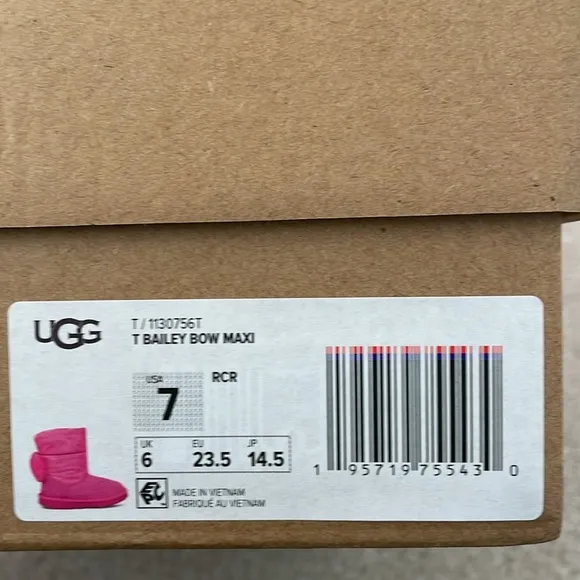 UGG
T / 1130756T
T BAILEY BOW MAXI
USA
7
RCR
UK EU JP
6 23.5 14.5
MADE IN VIETNAM
FABRIQUÉ AU VIETNAM
1 95719 75543 0